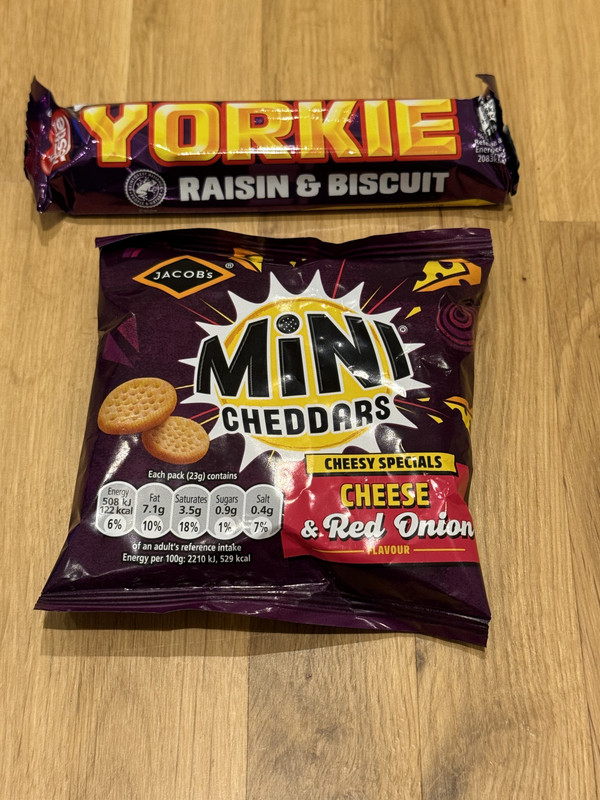 Nestle
YORKIE
RAISIN & BISCUIT
JACOB'S®
MiNi
CHEDDARS
CHEESY SPECIALS
CHEESE
& Red Onion
FLAVOUR
Each pack (23g) contains
Energy Fat Saturates Sugars Salt
508 kJ 7.1g 3.5g 0.9g 0.4g
122 kcal
6% 10% 18% 1% 7%
of an adult's reference intake
Energy per 100g: 2210 kJ, 529 kcal